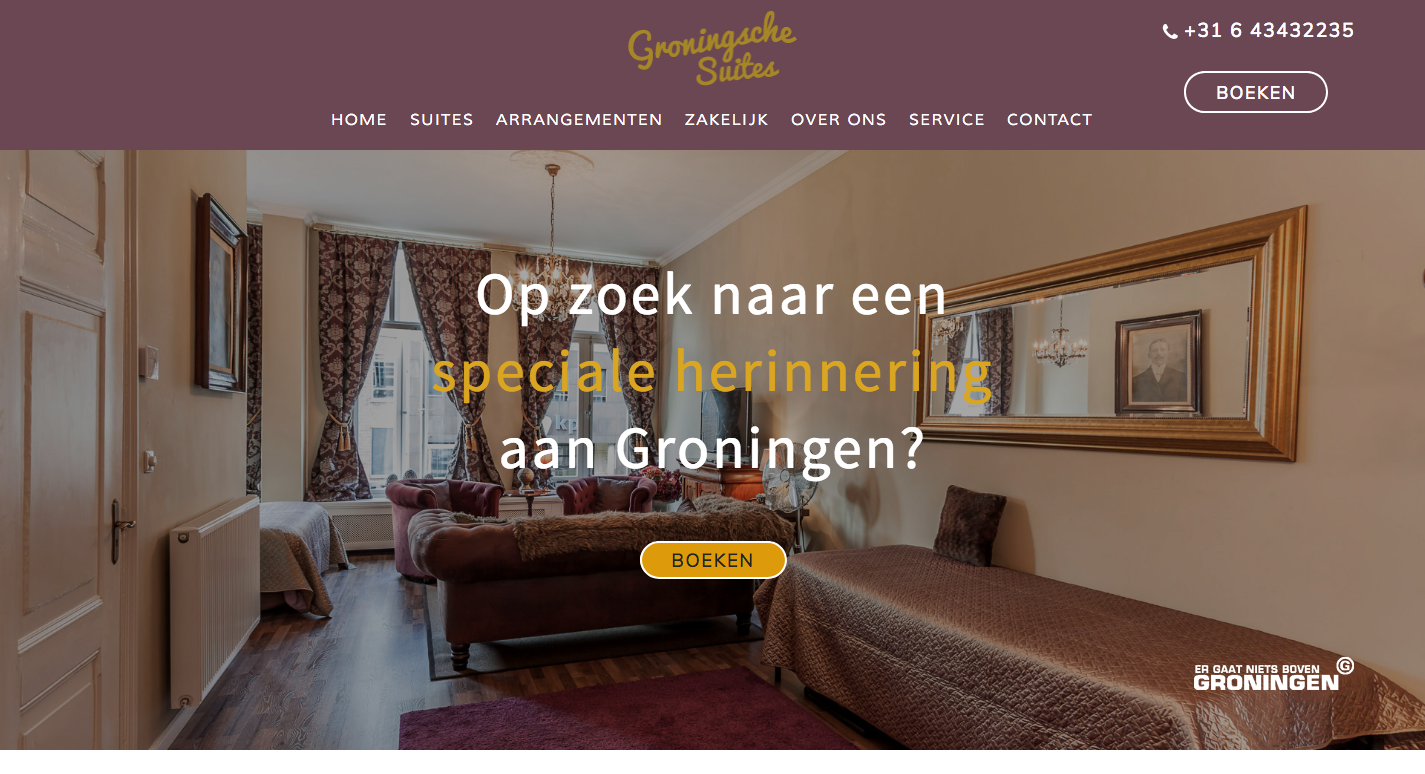 Groningsche
Suites
+31 6 43432235
BOEKEN
HOME SUITES ARRANGEMENTEN ZAKELIJK OVER ONS SERVICE CONTACT
Op zoek naar een
speciale herinnering
aan Groningen?
kp
BOEKEN
ER GAAT NIETS BOVEN
GRONINGEN G